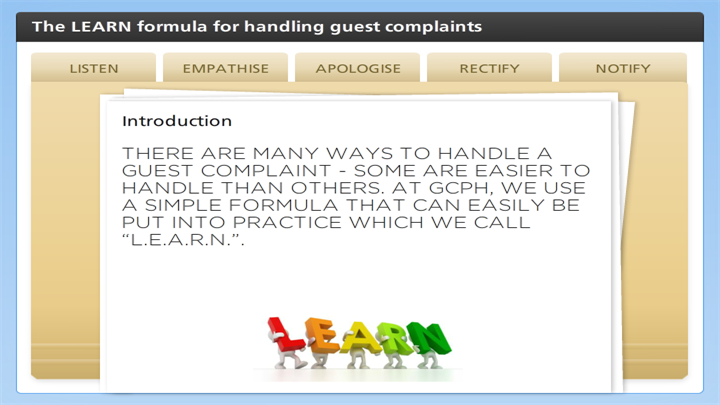 The LEARN formula for handling guest complaints
LISTEN
EMPATHISE
APOLOGISE
RECTIFY
NOTIFY
Introduction
THERE ARE MANY WAYS TO HANDLE A
GUEST COMPLAINT - SOME ARE EASIER TO
HANDLE THAN OTHERS. AT GCPH, WE USE
A SIMPLE FORMULA THAT CAN EASILY BE
PUT INTO PRACTICE WHICH WE CALL
“L.E.A.R.N.”.
LEARN